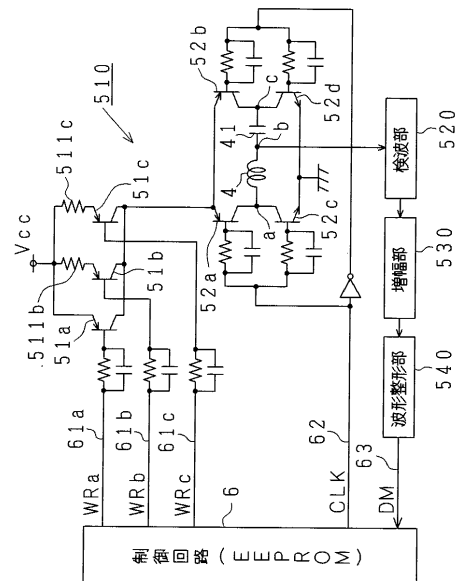 Vcc
510
511c
511b
51a
51b
51c
52a
52b
52c
52d
4
41
a
b
c
61a
61b
61c
WRa
WRb
WRc
6
62
CLK
63
DM
制御回路(EEPROM)
検波部
520
増幅部
530
波形整形部
540